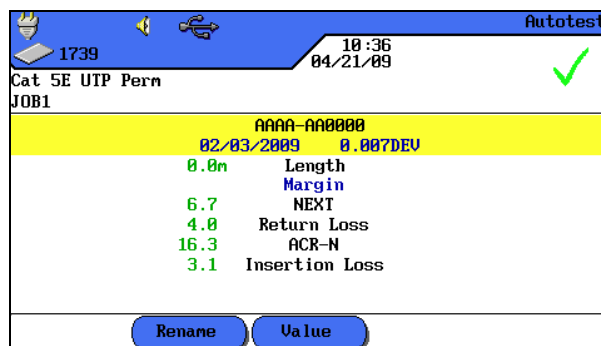 Autotest
1739
10:36
04/21/09
Cat 5E UTP Perm
JOB1
AAAA-AA0000
02/03/2009 0.007DEV
0.0m Length
Margin
6.7 NEXT
4.0 Return Loss
16.3 ACR-N
3.1 Insertion Loss
Rename Value